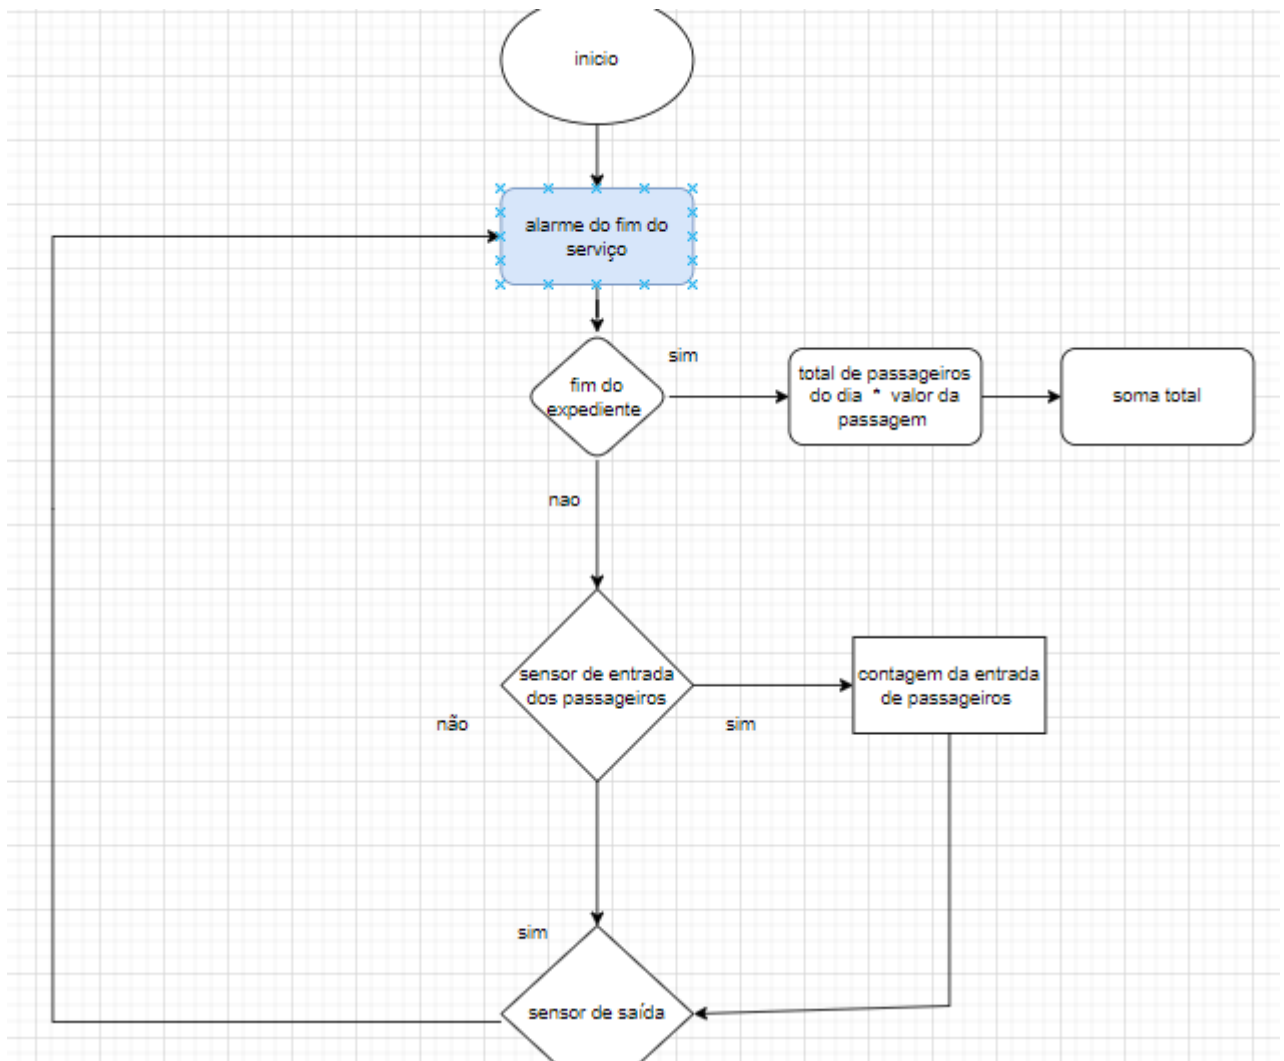 inicio
alarme do fim do
serviço
fim do
expediente
sim
total de passageiros
do dia * valor da
passagem
soma total
nao
sensor de entrada
dos passageiros
não
sim
contagem da entrada
de passageiros
sim
sensor de saída